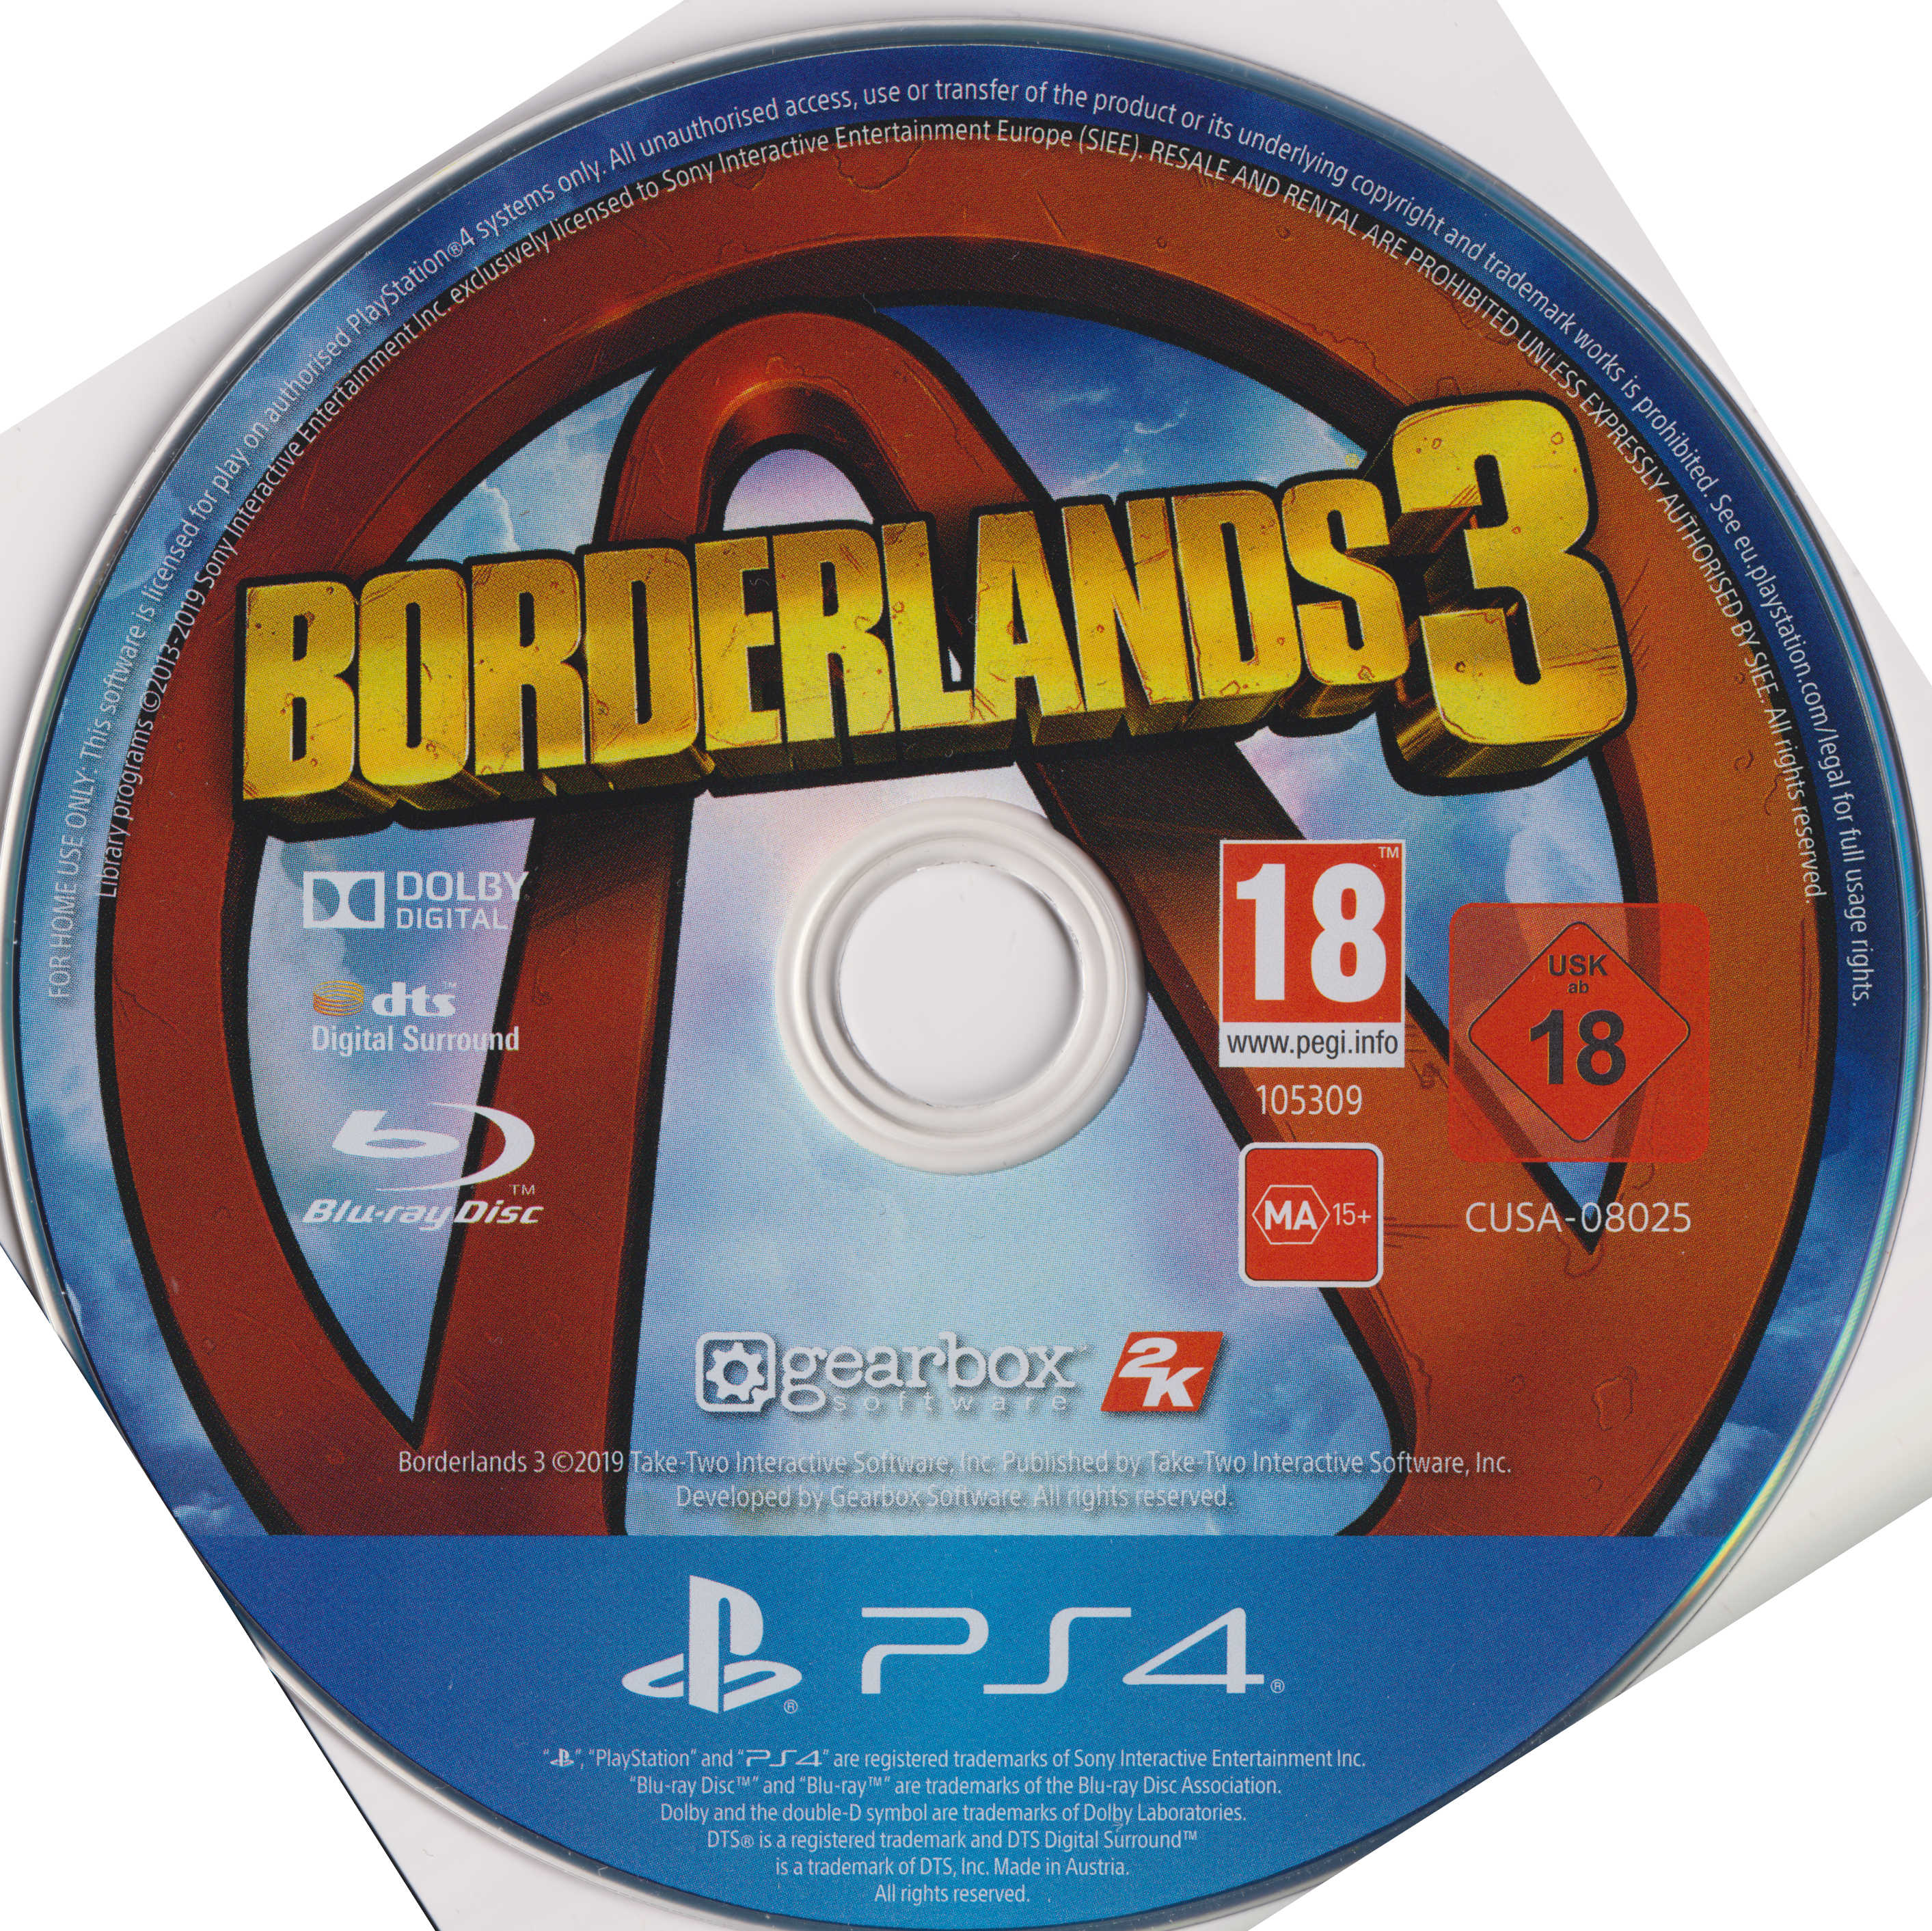 FOR HOME USE ONLY: This software is licensed for play on authorised PlayStation®4 systems only. All unauthorised access, use or transfer of the product or its underlying copyright and trademark works is prohibited. See eu.playstation.com/legal for full usage rights.
Library programs ©2013-2019 Sony Interactive Entertainment Inc. exclusively licensed to Sony Interactive Entertainment Europe (SIEE). RESALE AND RENTAL ARE PROHIBITED UNLESS EXPRESSLY AUTHORISED BY SIEE. All rights reserved.
BORDERLANDS 3
DOLBY
DIGITAL
dts™
Digital Surround
Blu-ray Disc™
18™
www.pegi.info
105309
USK
ab
18
MA 15+
CUSA-08025
gearbox™
software
2K
Borderlands 3 ©2019 Take-Two Interactive Software, Inc. Published by Take-Two Interactive Software, Inc.
Developed by Gearbox Software. All rights reserved.
PS4®
“PS”, “PlayStation” and “PS4” are registered trademarks of Sony Interactive Entertainment Inc.
“Blu-ray Disc™” and “Blu-ray™” are trademarks of the Blu-ray Disc Association.
Dolby and the double-D symbol are trademarks of Dolby Laboratories.
DTS® is a registered trademark and DTS Digital Surround™
is a trademark of DTS, Inc. Made in Austria.
All rights reserved.